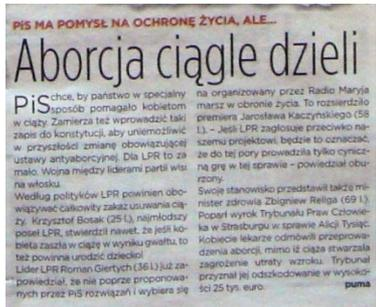 PiS MA POMYSŁ NA OCHRONĘ ŻYCIA, ALE...
Aborcja ciągle dzieli
PiS chce, by państwo w specjalny
sposób pomagało kobietom
w ciąży. Zamierza też wprowadzić taki
zapis do konstytucji, aby uniemożliwić
w przyszłości zmianę obowiązującej
ustawy antyaborcyjnej. Dla LPR to za
mało. Wojna między liderami partii wisi
na włosku.
Według polityków LPR powinien obo-
wiązywać całkowity zakaz usuwania cią-
ży. Krzysztof Bosak (25 l.), najmłodszy
poseł LPR, stwierdził nawet, że jeśli ko-
bieta zaszła w ciążę w wyniku gwałtu, to
też powinna urodzić dziecko!
Lider LPR Roman Giertych (36 l.) już za-
powiedział, że nie poprze proponowa-
nych przez PiS rozwiązań i wybiera się
na organizowany przez Radio Maryja
marsz w obronie życia. To rozsierdziło
premiera Jarosława Kaczyńskiego (58
l.). – Jeśli LPR zagłosuje przeciwko na-
szemu projektowi, będzie to oznaczać,
że do tej pory prowadziła tylko cynicz-
ną grę w tej sprawie – powiedział obu-
rzony.
Swoje stanowisko przedstawił także mi-
nister zdrowia Zbigniew Religa (69 l.).
Poparł wyrok Trybunału Praw Człowie-
ka w Strasburgu w sprawie Alicji Tysiąc.
Kobiecie lekarze odmówili przeprowa-
dzenia aborcji, mimo iż ciąża stwarzała
zagrożenie utraty wzroku. Trybunał
przyznał jej odszkodowanie w wysoko-
ści 25 tys. euro.
puma